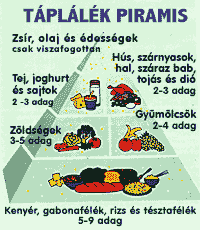 TÁPLÁLÉK PIRAMIS
Zsír, olaj és édességek
csak viszafogottan
Tej, joghurt
és sajtok
2-3 adag
Hús, szárnyasok,
hal, száraz bab,
tojás és dió
2-3 adag
Zöldségek
3-5 adag
Gyümölcsök
2-4 adag
Kenyér, gabonafélék, rizs és tésztafélék
5-9 adag